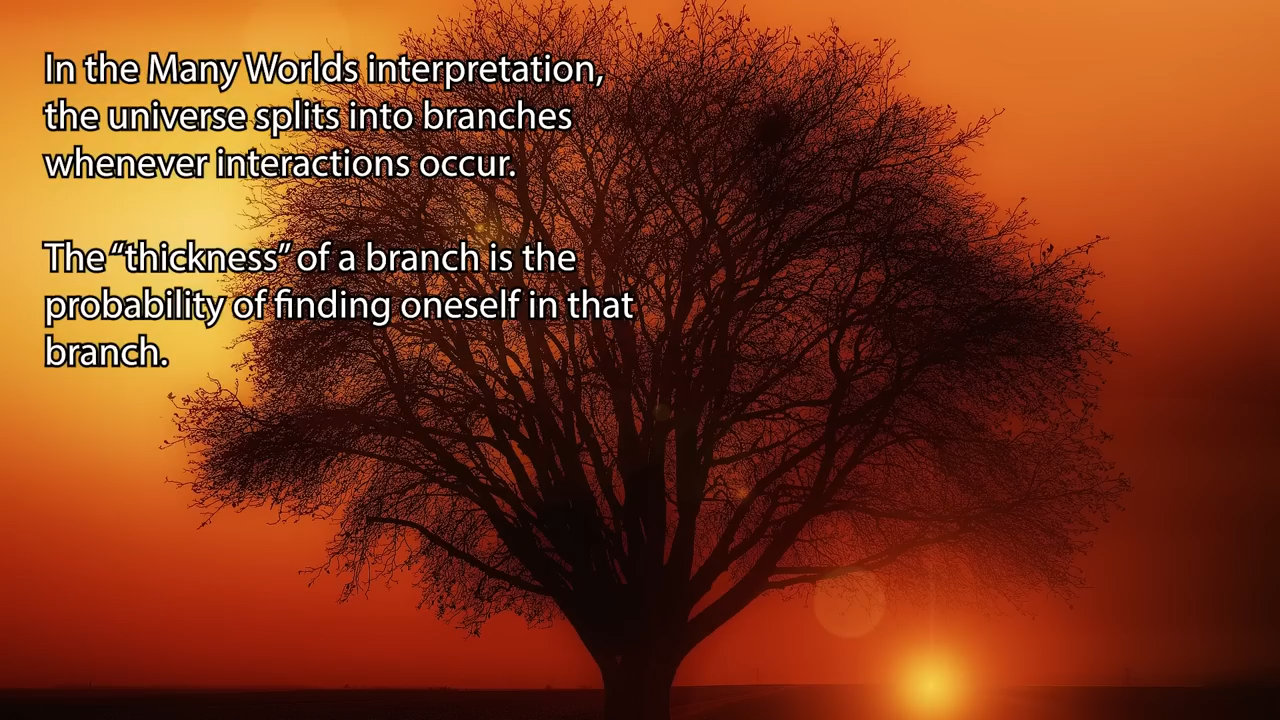 In the Many Worlds interpretation,
the universe splits into branches
whenever interactions occur.
The “thickness” of a branch is the
probability of finding oneself in that
branch.